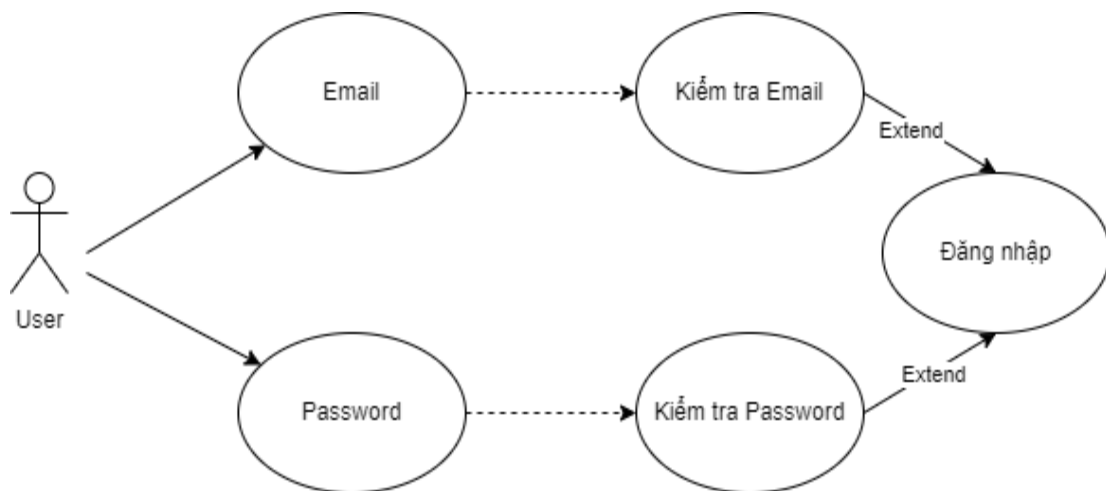 Email
Kiểm tra Email
Extend
Đăng nhập
User
Extend
Password
Kiểm tra Password